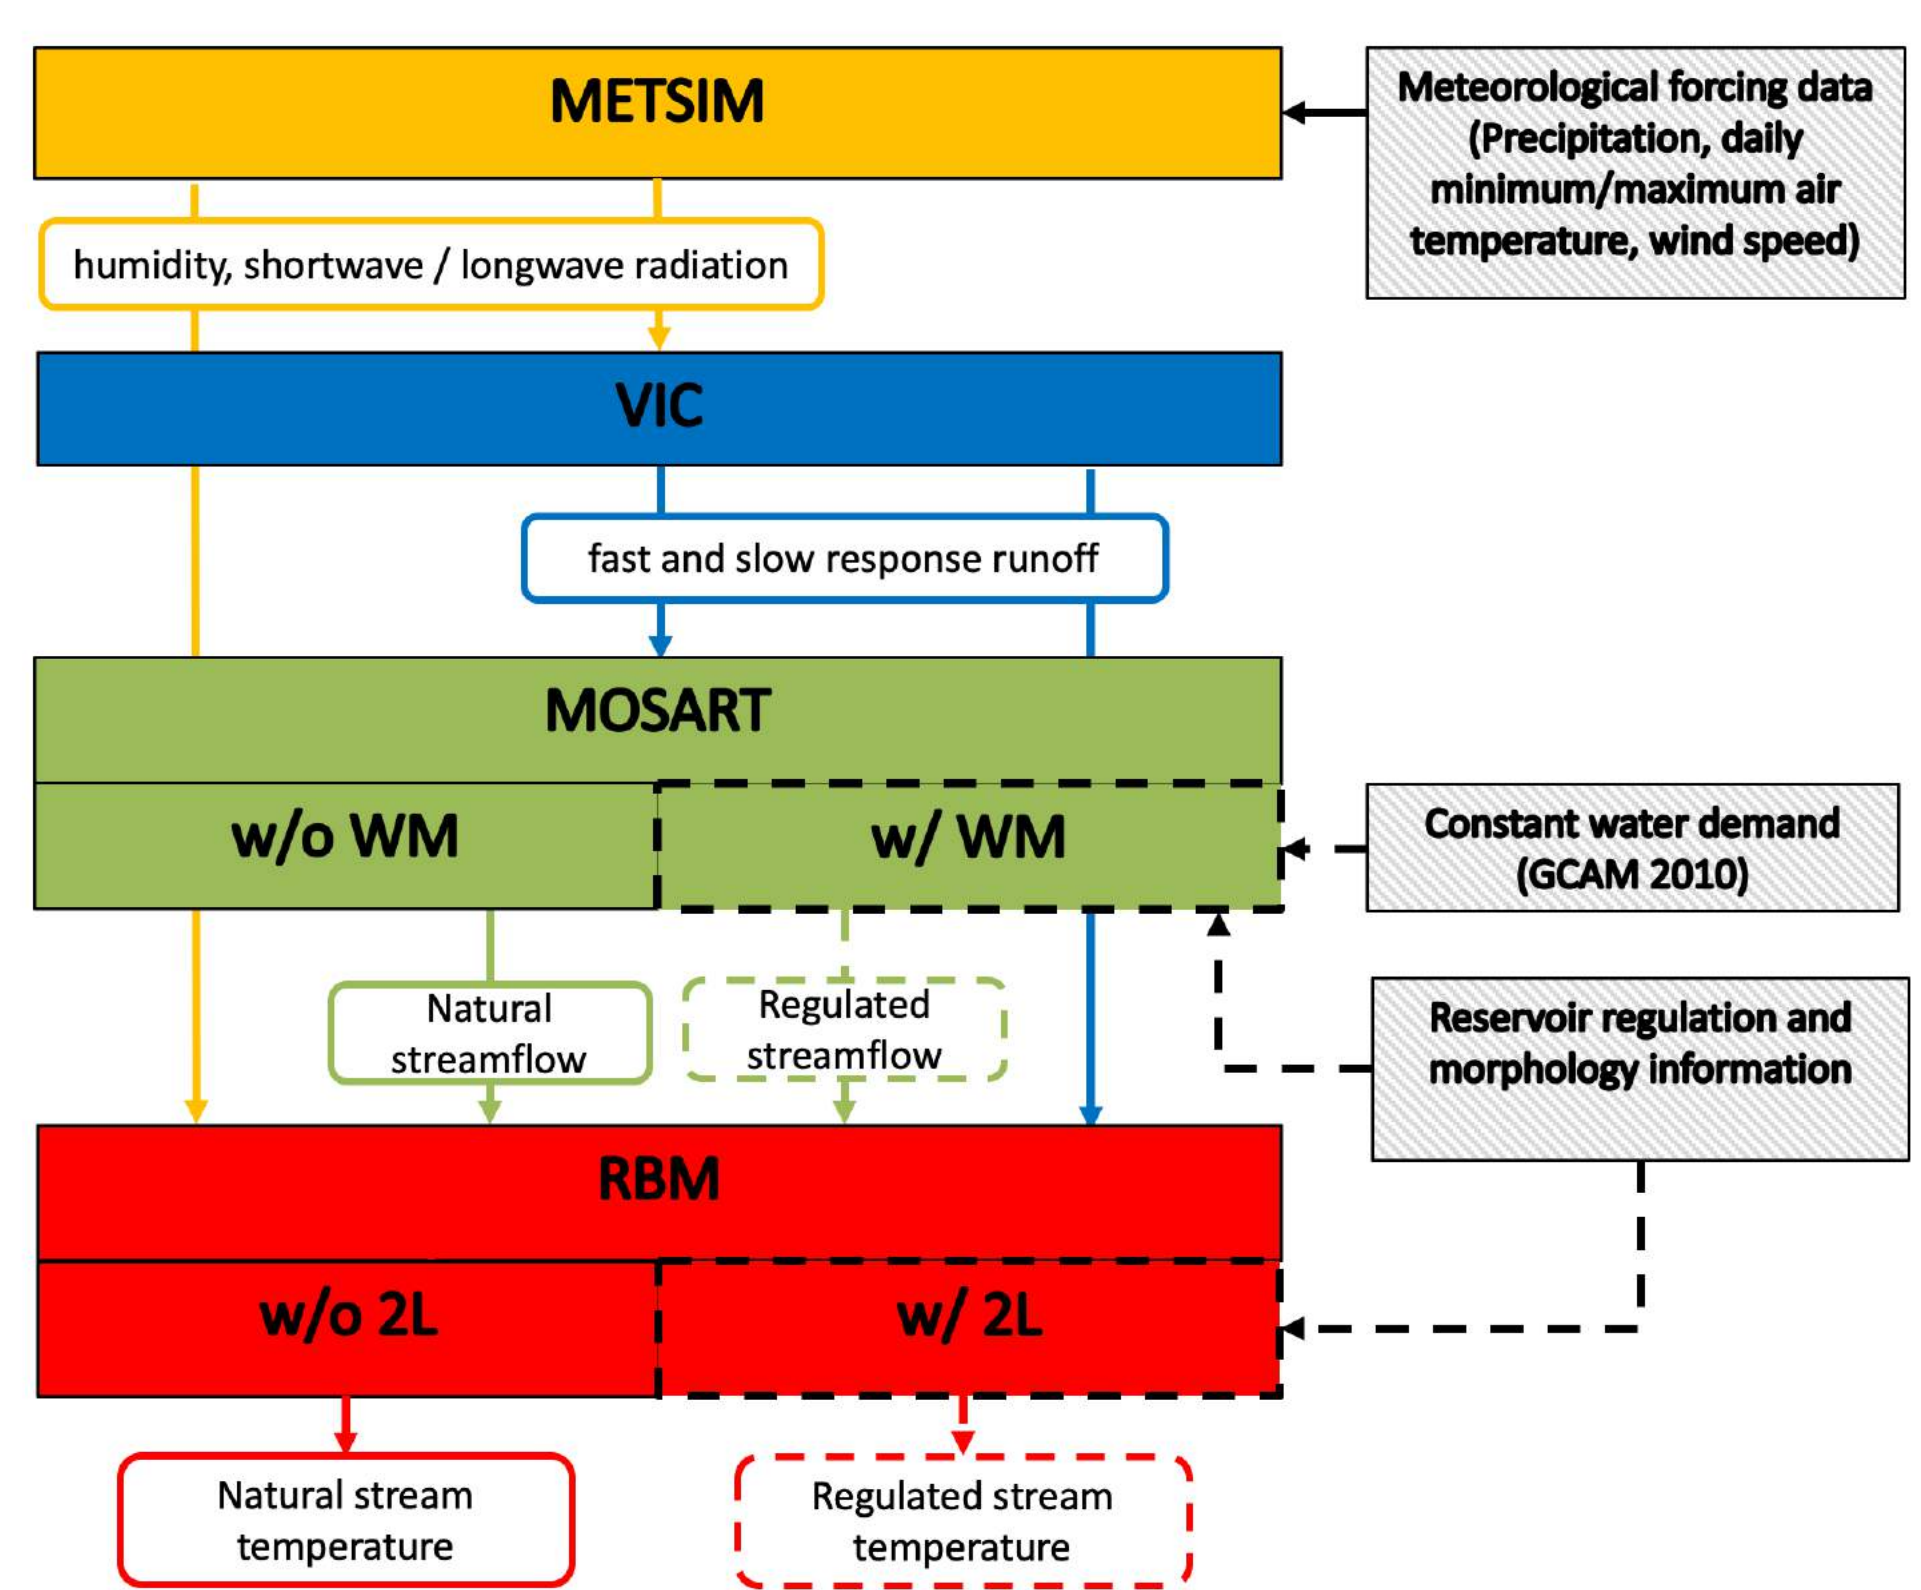 METSIM
Meteorological forcing data
(Precipitation, daily
minimum/maximum air
temperature, wind speed)
humidity, shortwave / longwave radiation
VIC
fast and slow response runoff
MOSART
w/o WM
w/ WM
Constant water demand
(GCAM 2010)
Natural
streamflow
Regulated
streamflow
Reservoir regulation and
morphology information
RBM
w/o 2L
w/ 2L
Natural stream
temperature
Regulated stream
temperature